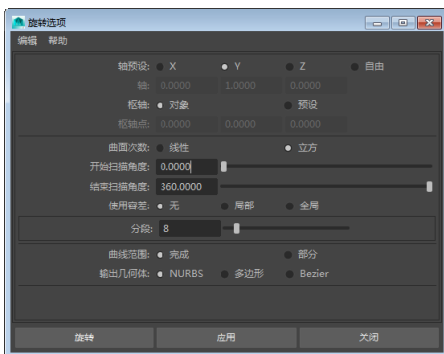 旋转选项
编辑 帮助
轴预设: X Y Z 自由
轴: 0.0000 1.0000 0.0000
枢轴: 对象 预设
枢轴点: 0.0000 0.0000 0.0000
曲面次数: 线性 立方
开始扫描角度: 0.0000
结束扫描角度: 360.0000
使用容差: 无 局部 全局
分段: 8
曲线范围: 完成 部分
输出几何体: NURBS 多边形 Bezier
旋转 应用 关闭